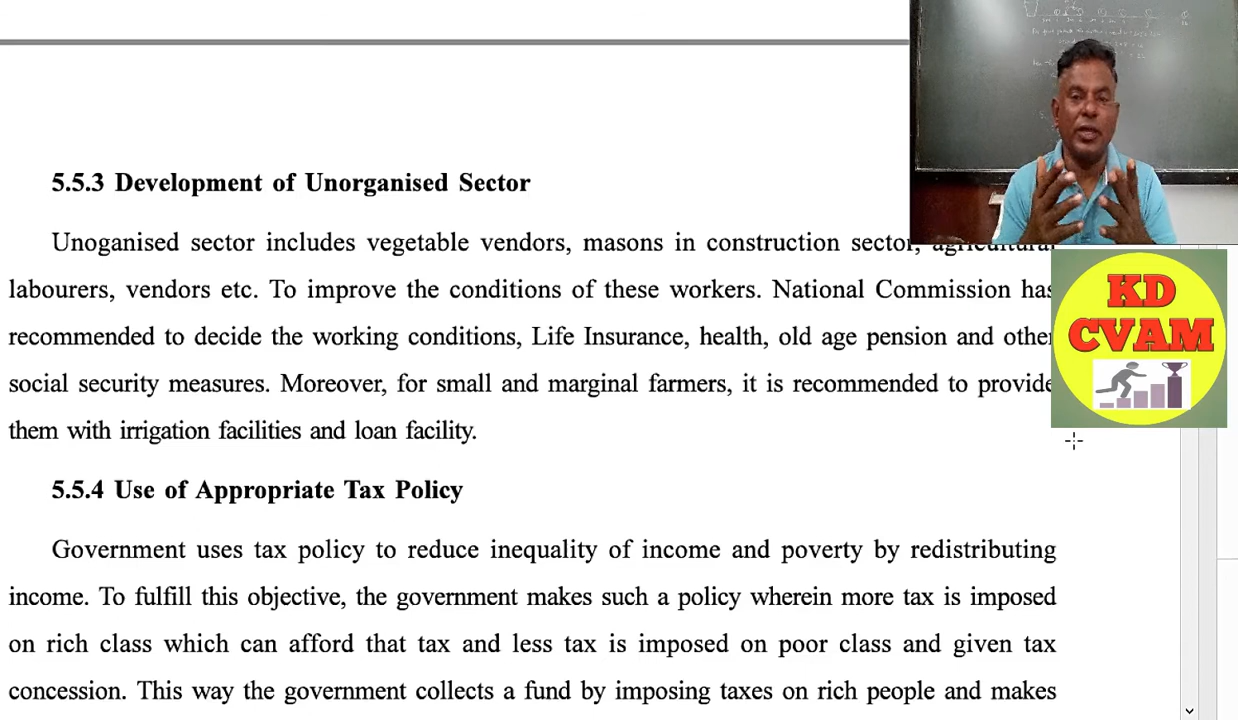 5.5.3 Development of Unorganised Sector
Unoganised sector includes vegetable vendors, masons in construction sector, agricultural
labourers, vendors etc. To improve the conditions of these workers. National Commission has
recommended to decide the working conditions, Life Insurance, health, old age pension and other
social security measures. Moreover, for small and marginal farmers, it is recommended to provide
them with irrigation facilities and loan facility.
KD
CVAM
5.5.4 Use of Appropriate Tax Policy
Government uses tax policy to reduce inequality of income and poverty by redistributing
income. To fulfill this objective, the government makes such a policy wherein more tax is imposed
on rich class which can afford that tax and less tax is imposed on poor class and given tax
concession. This way the government collects a fund by imposing taxes on rich people and makes